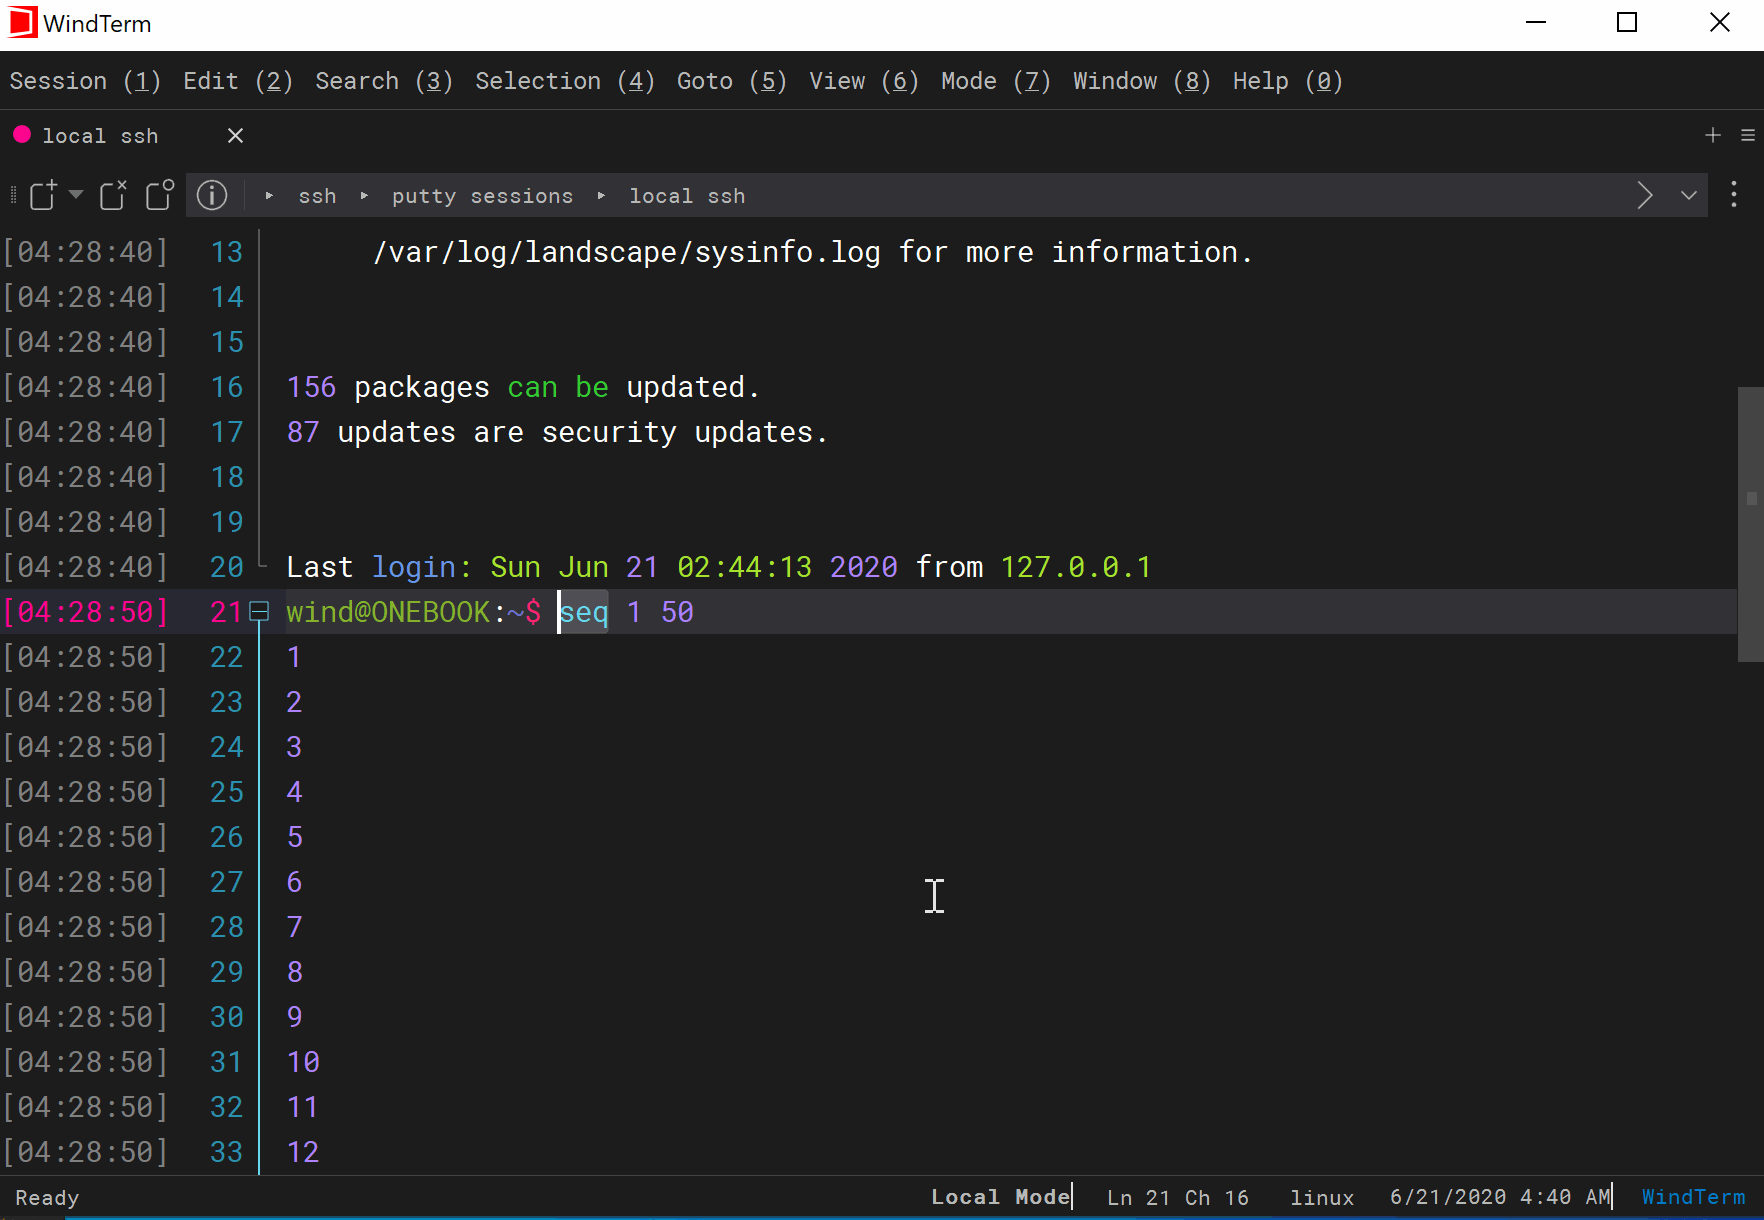 WindTerm
Session (1) Edit (2) Search (3) Selection (4) Goto (5) View (6) Mode (7) Window (8) Help (0)
local ssh
ssh putty sessions local ssh
[04:28:40] 13 /var/log/landscape/sysinfo.log for more information.
[04:28:40] 14
[04:28:40] 15
[04:28:40] 16 156 packages can be updated.
[04:28:40] 17 87 updates are security updates.
[04:28:40] 18
[04:28:40] 19
[04:28:40] 20 Last login: Sun Jun 21 02:44:13 2020 from 127.0.0.1
[04:28:50] 21 wind@ONEBOOK:~$ seq 1 50
[04:28:50] 22 1
[04:28:50] 23 2
[04:28:50] 24 3
[04:28:50] 25 4
[04:28:50] 26 5
[04:28:50] 27 6
[04:28:50] 28 7
[04:28:50] 29 8
[04:28:50] 30 9
[04:28:50] 31 10
[04:28:50] 32 11
[04:28:50] 33 12
Ready Local Mode Ln 21 Ch 16 linux 6/21/2020 4:40 AM WindTerm